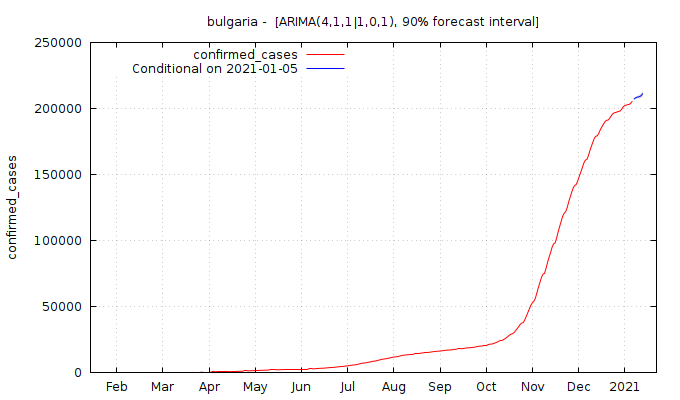 bulgaria -  [ARIMA(4,1,1|1,0,1), 90% forecast interval]
confirmed_cases
Conditional on 2021-01-05
250000
200000
150000
100000
50000
0
confirmed_cases
Feb Mar Apr May Jun Jul Aug Sep Oct Nov Dec 2021